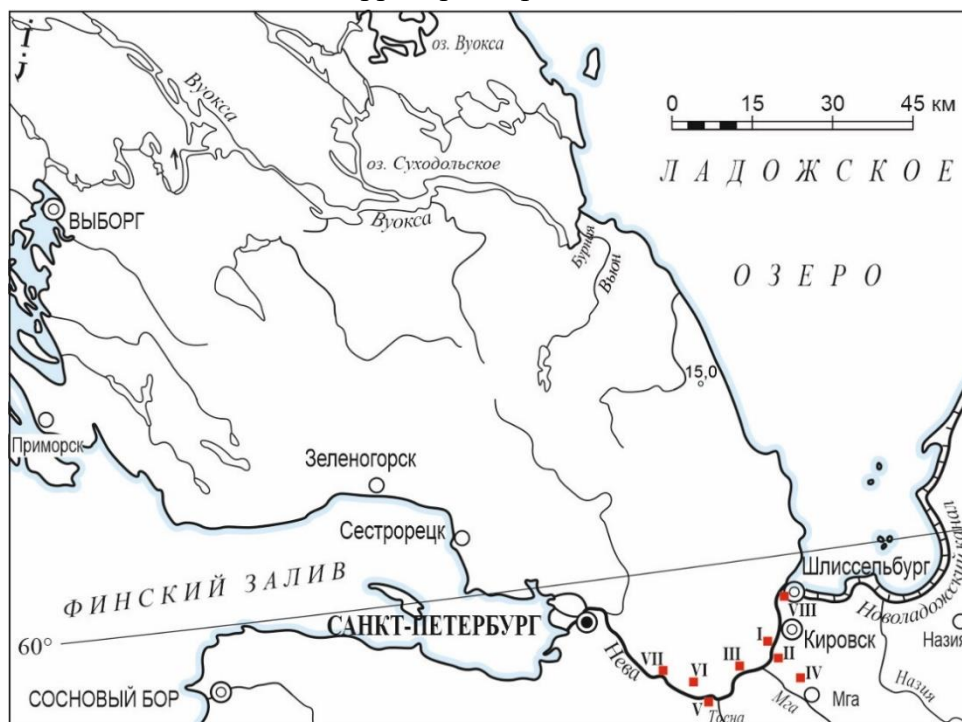 оз. Вуокса
Вуокса
0 15 30 45 км
оз. Суходольское
ЛАДОЖСКОЕ
ВЫБОРГ
Вуокса
Бурная
Вьюн
ОЗЕРО
15,0
Приморск
Зеленогорск
Сестрорецк
Новоладожский канал
Шлиссельбург
ФИНСКИЙ ЗАЛИВ
VIII
САНКТ-ПЕТЕРБУРГ
Кировск
I
Назия
60°
Нева
III
II
VII
VI
IV
Назия
СОСНОВЫЙ БОР
Мга
Мга
V
Тосна